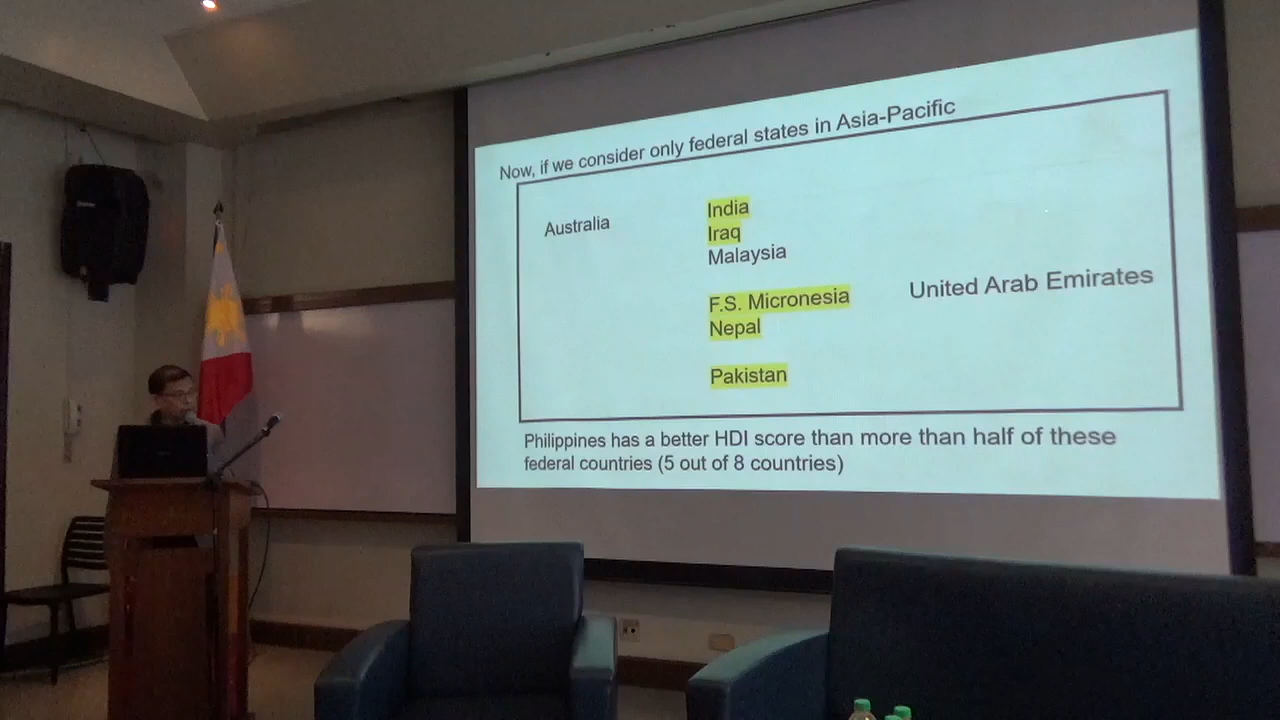 Now, if we consider only federal states in Asia-Pacific
Australia
India
Iraq
Malaysia
F.S. Micronesia
Nepal
Pakistan
United Arab Emirates
Philippines has a better HDI score than more than half of these
federal countries (5 out of 8 countries)